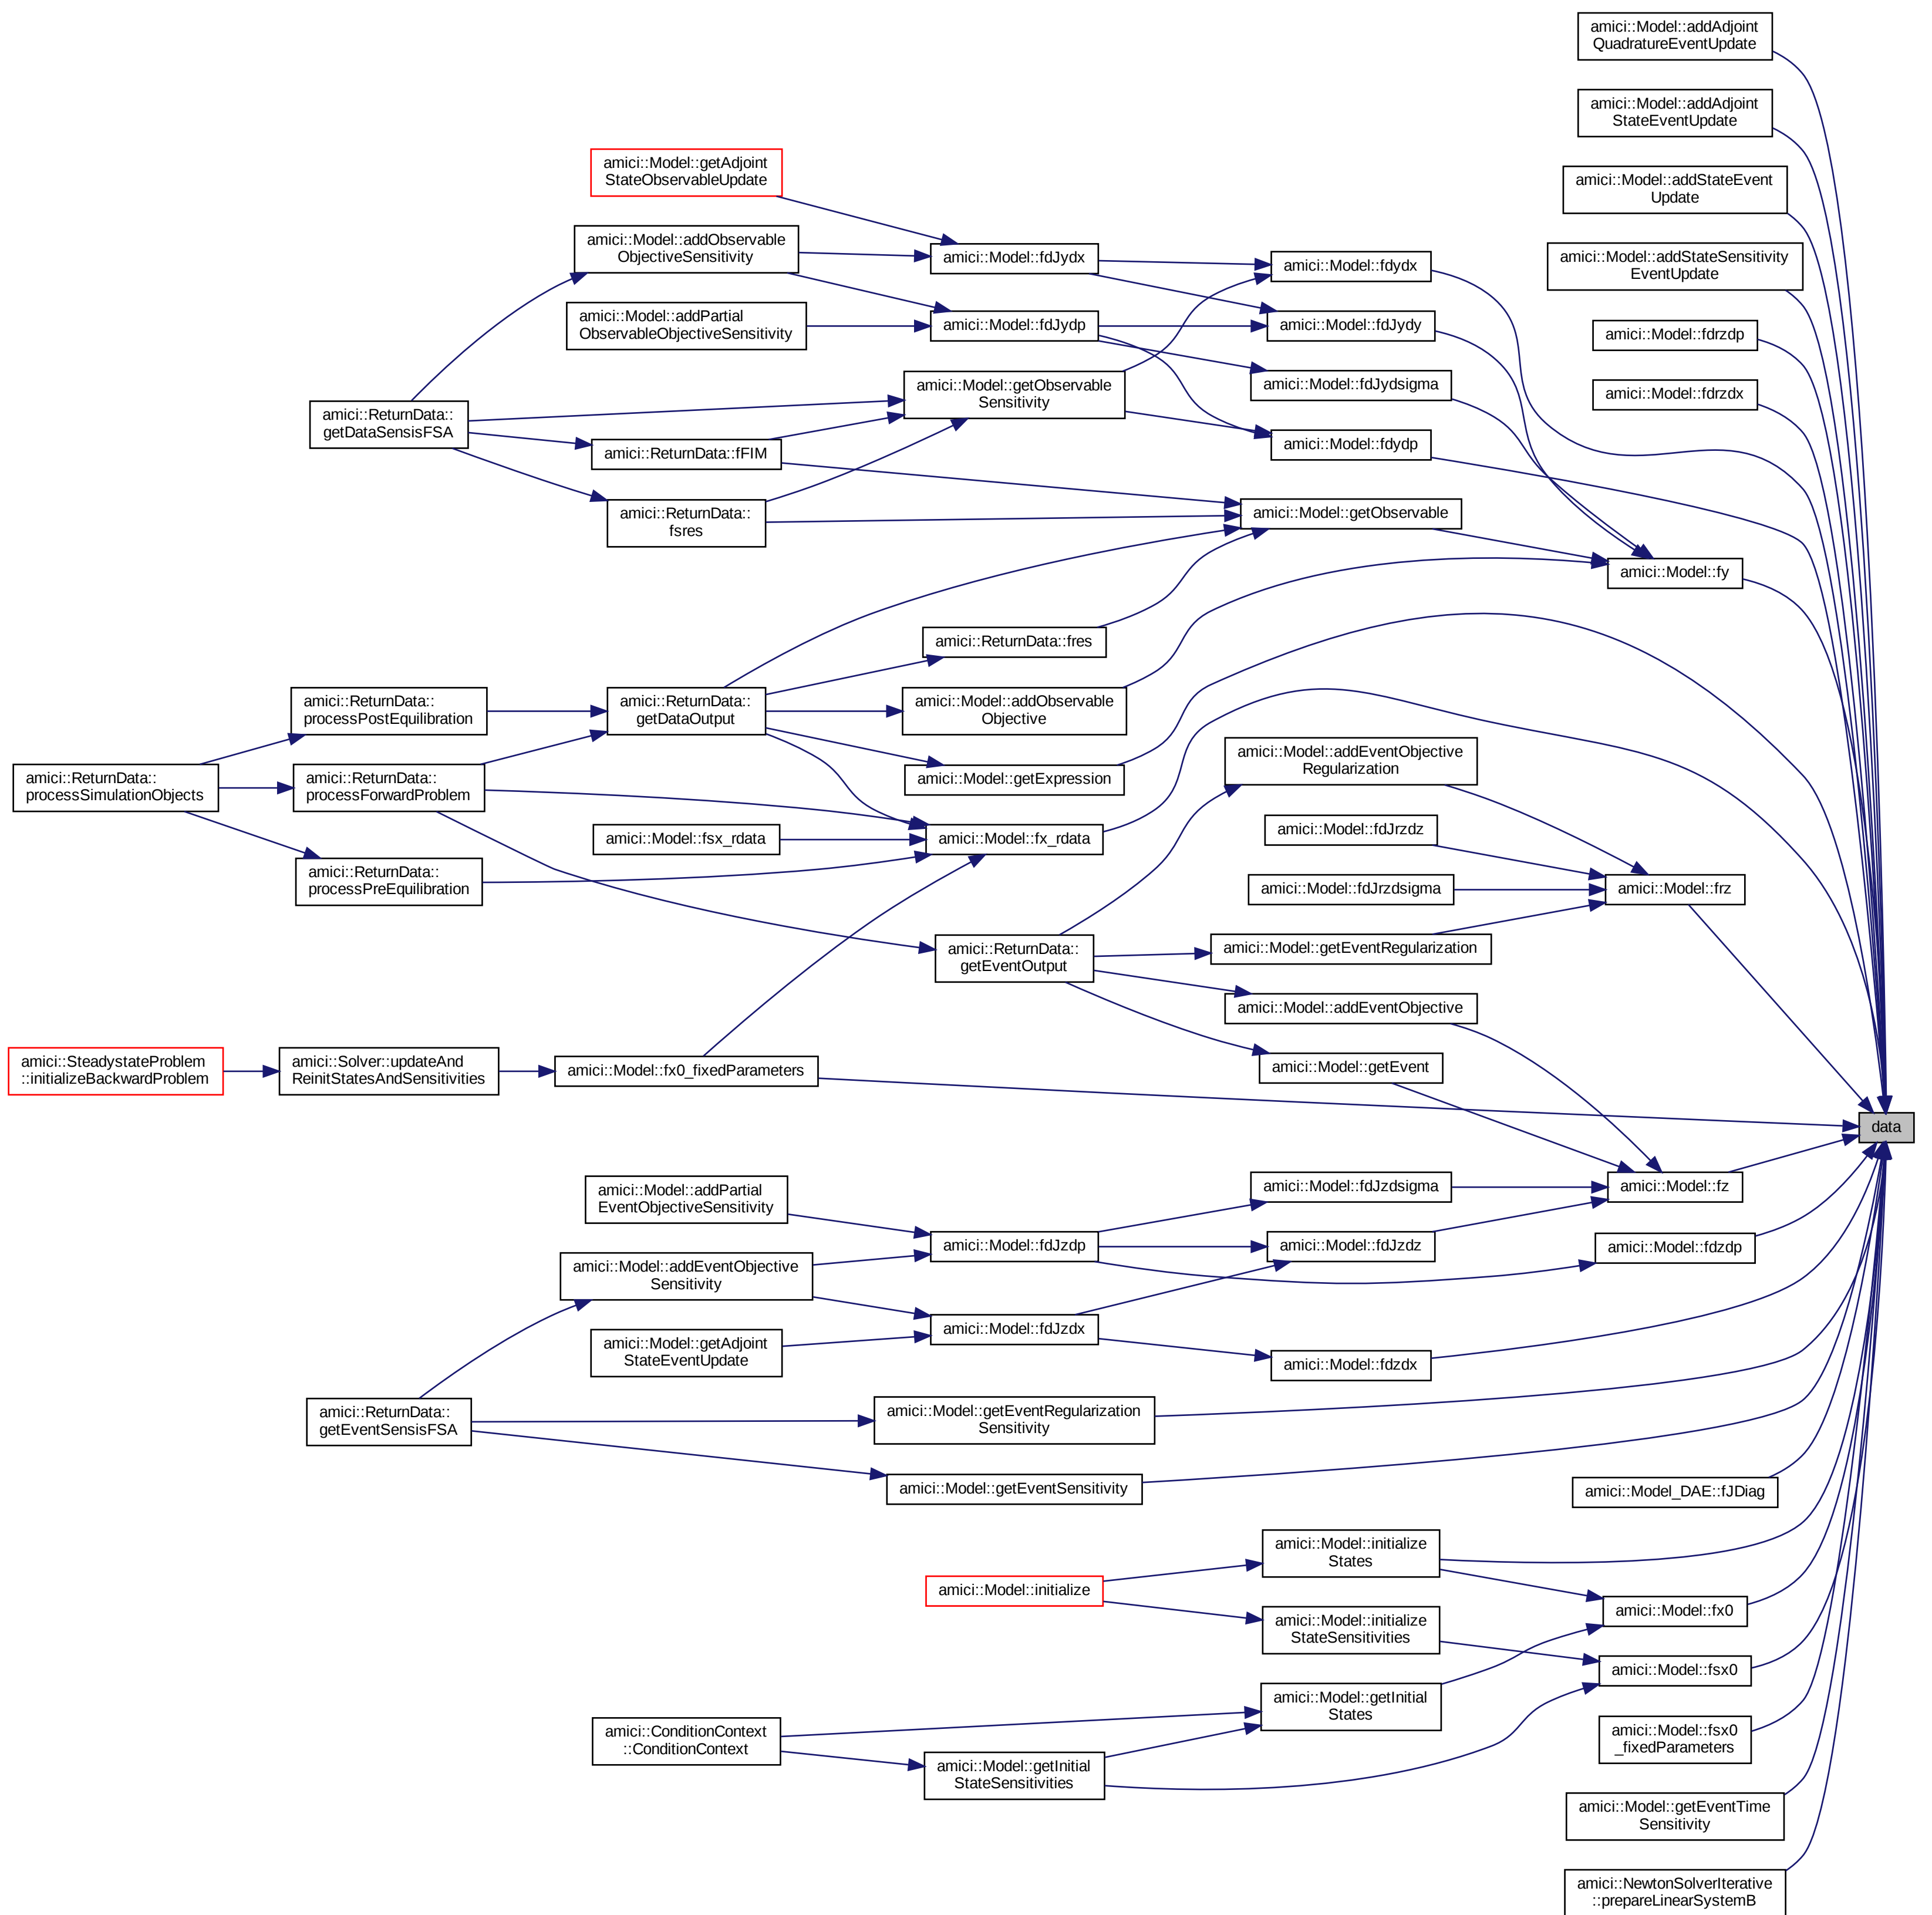 amici::Model::addAdjoint
QuadratureEventUpdate
amici::Model::addAdjoint
StateEventUpdate
amici::Model::getAdjoint
StateObservableUpdate
amici::Model::addStateEvent
Update
amici::Model::addObservable
ObjectiveSensitivity
amici::Model::fdJydx
amici::Model::fdydx
amici::Model::addStateSensitivity
EventUpdate
amici::Model::addPartial
ObservableObjectiveSensitivity
amici::Model::fdJydp
amici::Model::fdJydy
amici::Model::fdrzdp
amici::Model::getObservable
Sensitivity
amici::Model::fdJydsigma
amici::Model::fdrzdx
amici::ReturnData::
getDataSensisFSA
amici::ReturnData::fFIM
amici::Model::fdydp
amici::ReturnData::
fsres
amici::Model::getObservable
amici::Model::fy
amici::ReturnData::fres
amici::ReturnData::
processPostEquilibration
amici::ReturnData::
getDataOutput
amici::Model::addObservable
Objective
amici::Model::addEventObjective
Regularization
amici::ReturnData::
processSimulationObjects
amici::ReturnData::
processForwardProblem
amici::Model::getExpression
amici::Model::fsx_rdata
amici::Model::fx_rdata
amici::Model::fdJrzdz
amici::ReturnData::
processPreEquilibration
amici::Model::fdJrzdsigma
amici::Model::frz
amici::ReturnData::
getEventOutput
amici::Model::getEventRegularization
amici::Model::addEventObjective
amici::SteadystateProblem
::initializeBackwardProblem
amici::Solver::updateAnd
ReinitStatesAndSensitivities
amici::Model::fx0_fixedParameters
amici::Model::getEvent
data
amici::Model::addPartial
EventObjectiveSensitivity
amici::Model::fdJzdsigma
amici::Model::fz
amici::Model::fdJzdp
amici::Model::fdJzdz
amici::Model::fdzdp
amici::Model::addEventObjective
Sensitivity
amici::Model::fdJzdx
amici::Model::getAdjoint
StateEventUpdate
amici::Model::fdzdx
amici::ReturnData::
getEventSensisFSA
amici::Model::getEventRegularization
Sensitivity
amici::Model::getEventSensitivity
amici::Model_DAE::fJDiag
amici::Model::initialize
States
amici::Model::initialize
amici::Model::fx0
amici::Model::initialize
StateSensitivities
amici::Model::fsx0
amici::Model::getInitial
States
amici::ConditionContext
::ConditionContext
amici::Model::getInitial
StateSensitivities
amici::Model::fsx0
_fixedParameters
amici::Model::getEventTime
Sensitivity
amici::NewtonSolverIterative
::prepareLinearSystemB